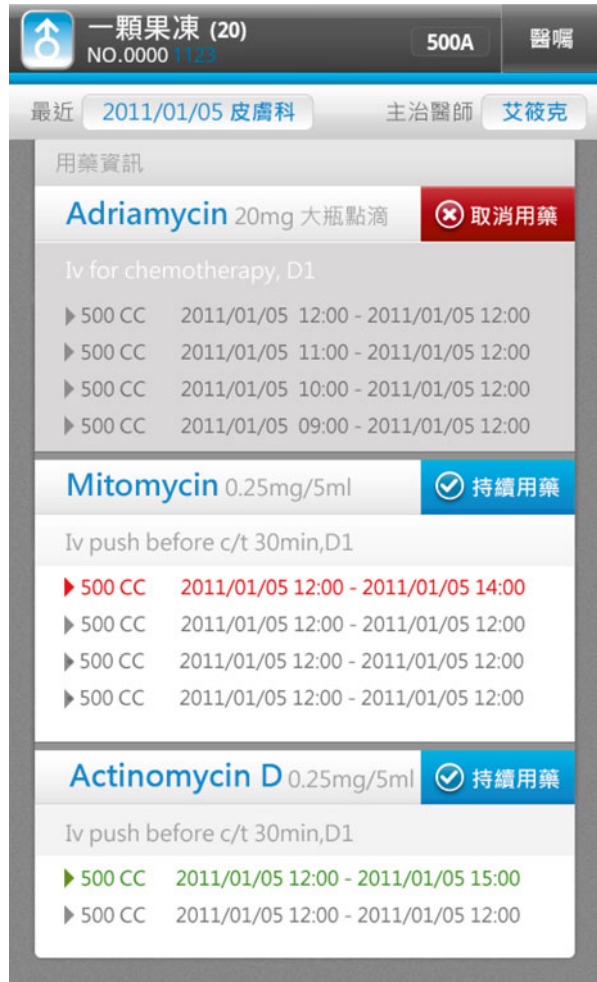 一顆果凍 (20)
NO.0000 1123
500A
醫囑
最近 2011/01/05 皮膚科 主治醫師 艾筱克
用藥資訊
Adriamycin 20mg 大瓶點滴 取消用藥
Iv for chemotherapy, D1
500 CC 2011/01/05 12:00 - 2011/01/05 12:00
500 CC 2011/01/05 11:00 - 2011/01/05 12:00
500 CC 2011/01/05 10:00 - 2011/01/05 12:00
500 CC 2011/01/05 09:00 - 2011/01/05 12:00
Mitomycin 0.25mg/5ml 持續用藥
Iv push before c/t 30min,D1
500 CC 2011/01/05 12:00 - 2011/01/05 14:00
500 CC 2011/01/05 12:00 - 2011/01/05 12:00
500 CC 2011/01/05 12:00 - 2011/01/05 12:00
500 CC 2011/01/05 12:00 - 2011/01/05 12:00
Actinomycin D 0.25mg/5ml 持續用藥
Iv push before c/t 30min,D1
500 CC 2011/01/05 12:00 - 2011/01/05 15:00
500 CC 2011/01/05 12:00 - 2011/01/05 12:00